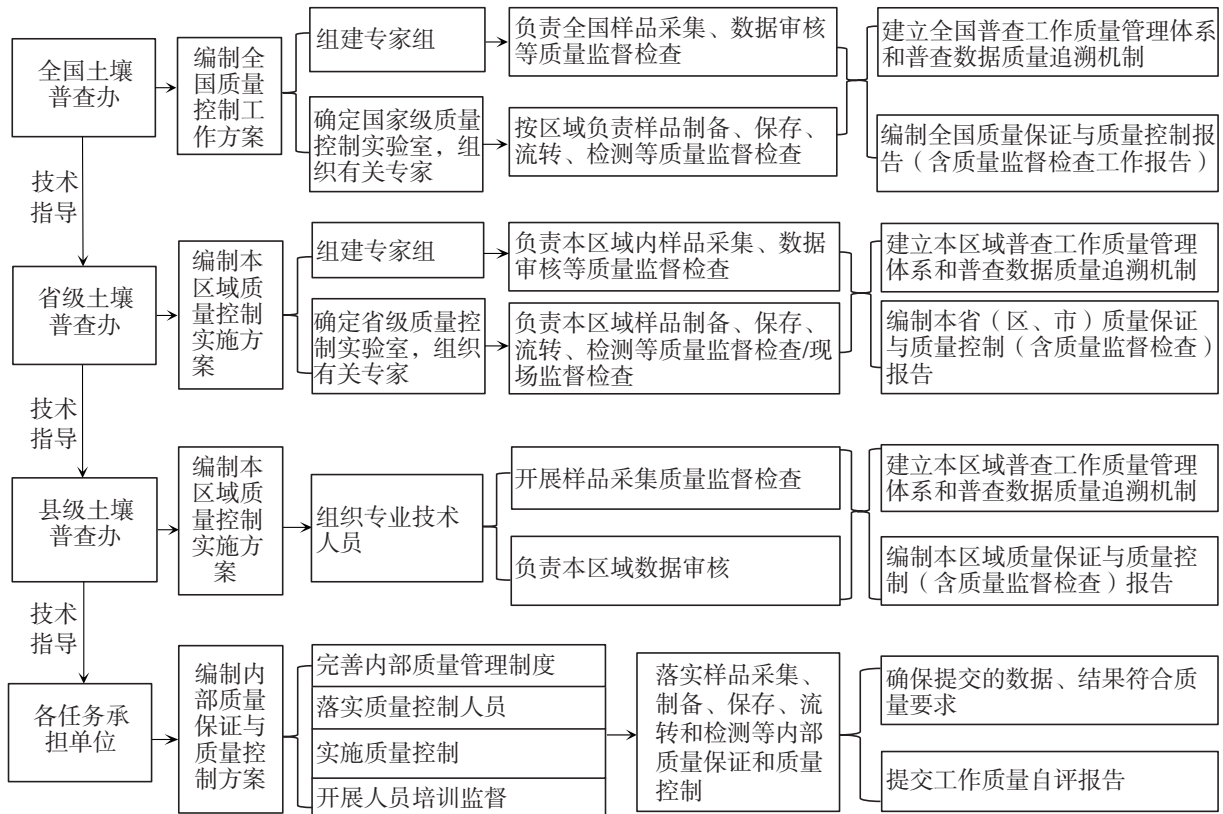 全国土壤
普查办
编制全
国质量
控制工
作方案
组建专家组
负责全国样品采集、数据审核
等质量监督检查
确定国家级质量
控制实验室，组
织有关专家
按区域负责样品制备、保存、
流转、检测等质量监督检查
建立全国普查工作质量管理体系
和普查数据质量追溯机制
编制全国质量保证与质量控制报
告（含质量监督检查工作报告）
技术
指导
省级土壤
普查办
编制本
区域质
量控制
实施方
案
组建专家组
负责本区域内样品采集、数据
审核等质量监督检查
确定省级质量控
制实验室，组织
有关专家
负责本区域样品制备、保存、
流转、检测等质量监督检查/现
场监督检查
建立本区域普查工作质量管理
体系和普查数据质量追溯机制
编制本省（区、市）质量保证
与质量控制（含质量监督检查）
报告
技术
指导
县级土壤
普查办
编制本
区域质
量控制
实施方
案
组织专业技术
人员
开展样品采集质量监督检查
负责本区域数据审核
建立本区域普查工作质量管理
体系和普查数据质量追溯机制
编制本区域质量保证与质量控
制（含质量监督检查）报告
技术
指导
各任务承
担单位
编制内
部质量
保证与
质量控
制方案
完善内部质量管理制度
落实质量控制人员
实施质量控制
开展人员培训监督
落实样品采集、
制备、保存、流
转和检测等内部
质量保证和质量
控制
确保提交的数据、结果符合质
量要求
提交工作质量自评报告